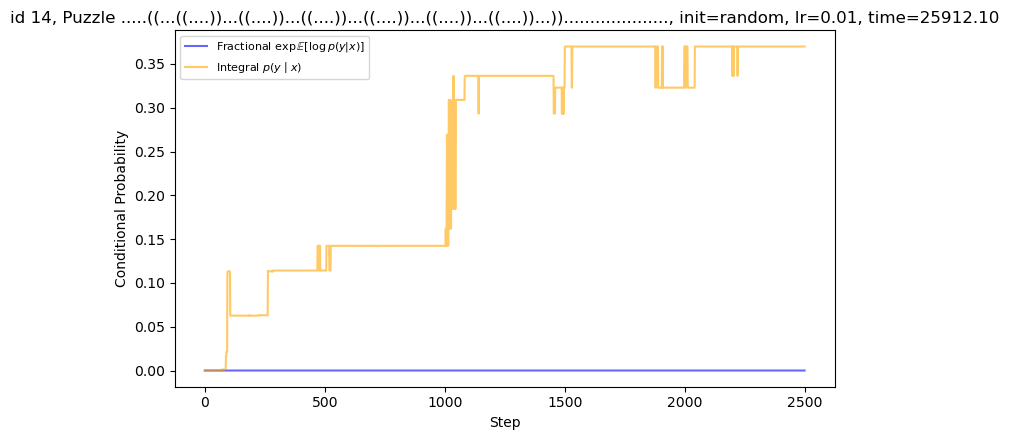 id 14, Puzzle .....((...((....))...((....))...((....))...((....))...((....))...((....))...))....................., init=random, lr=0.01, time=25912.10
Fractional exp𝔼[log p(y|x)]
Integral p(y | x)
Conditional Probability
0.35
0.30
0.25
0.20
0.15
0.10
0.05
0.00
0
500
1000
1500
2000
2500
Step